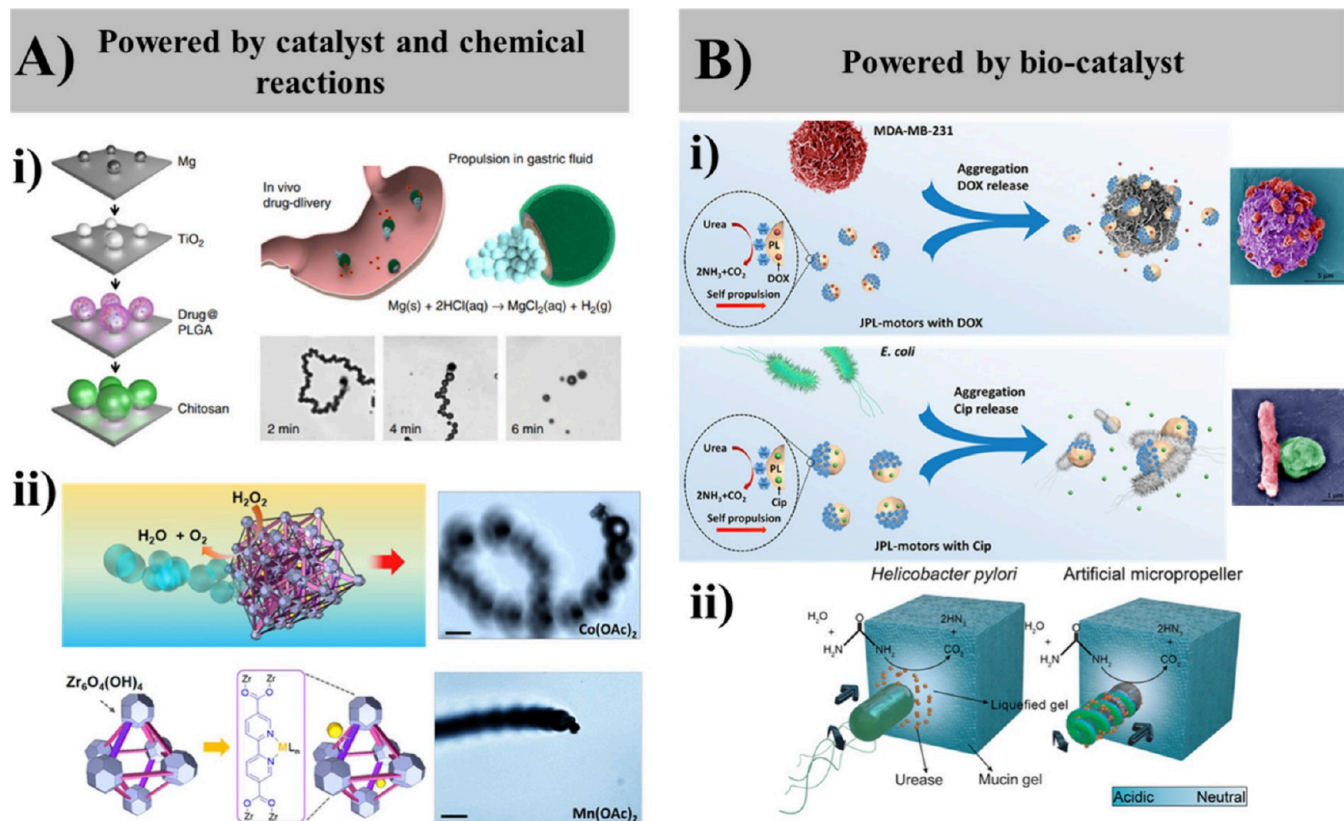 A)
Powered by catalyst and chemical
reactions
i)
Mg
TiO₂
Drug@
PLGA
Chitosan
In vivo
drug-dlivery
Propulsion in gastric fluid
Mg(s) + 2HCl(aq) → MgCl₂(aq) + H₂(g)
2 min
4 min
6 min
ii)
H₂O₂
H₂O + O₂
Co(OAc)₂
Zr₆O₄(OH)₄
Zr Zr
O O
N
MLₙ
N
O O
Zr Zr
Mn(OAc)₂
B)
Powered by bio-catalyst
i)
MDA-MB-231
Aggregation
DOX release
Urea
PL
2NH₃+CO₂
DOX
Self propulsion
JPL-motors with DOX
5 μm
E. coli
Aggregation
Cip release
Urea
PL
2NH₃+CO₂
Cip
Self propulsion
JPL-motors with Cip
1 μm
ii)
Helicobacter pylori
Artificial micropropeller
H₂O
+
O
H₂N NH₂
2HN₃
+
CO₂
H₂O
+
O
H₂N NH₂
2HN₃
+
CO₂
Liquefied gel
Urease
Mucin gel
Acidic Neutral